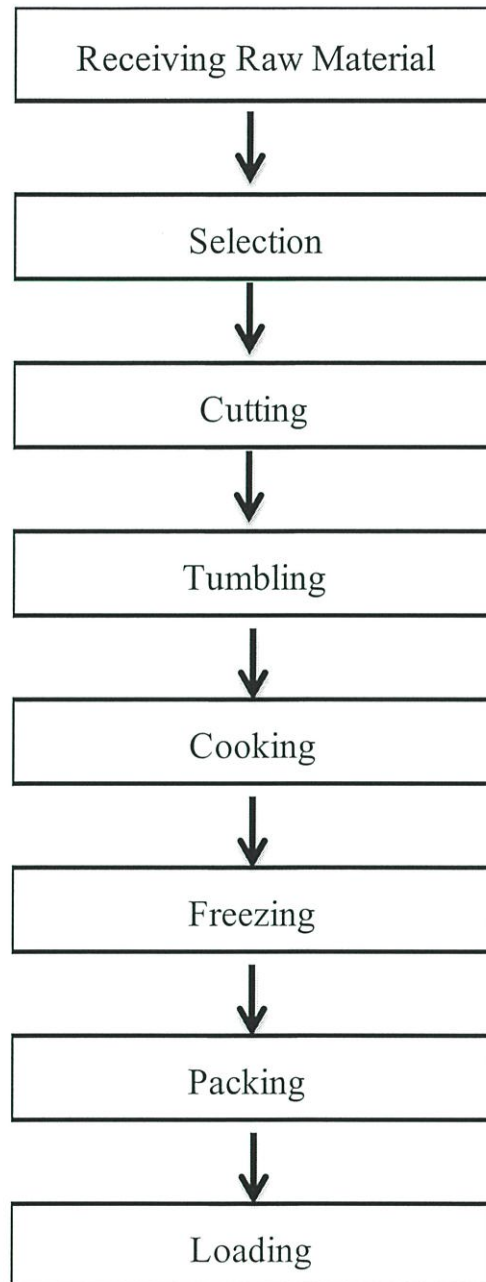 Receiving Raw Material
Selection
Cutting
Tumbling
Cooking
Freezing
Packing
Loading